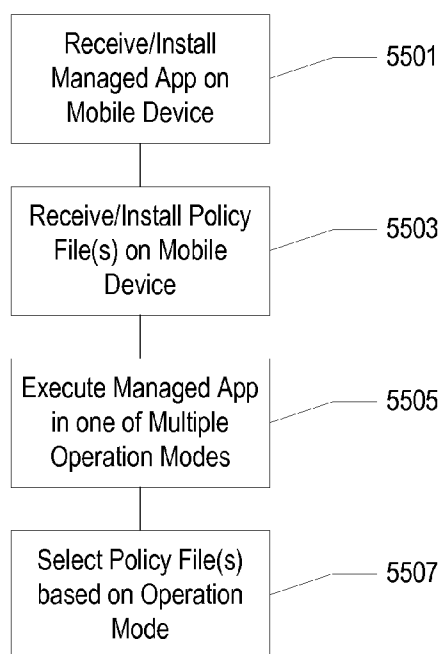 Receive/Install
Managed App on
Mobile Device
5501
Receive/Install Policy
File(s) on Mobile
Device
5503
Execute Managed App
in one of Multiple
Operation Modes
5505
Select Policy File(s)
based on Operation
Mode
5507